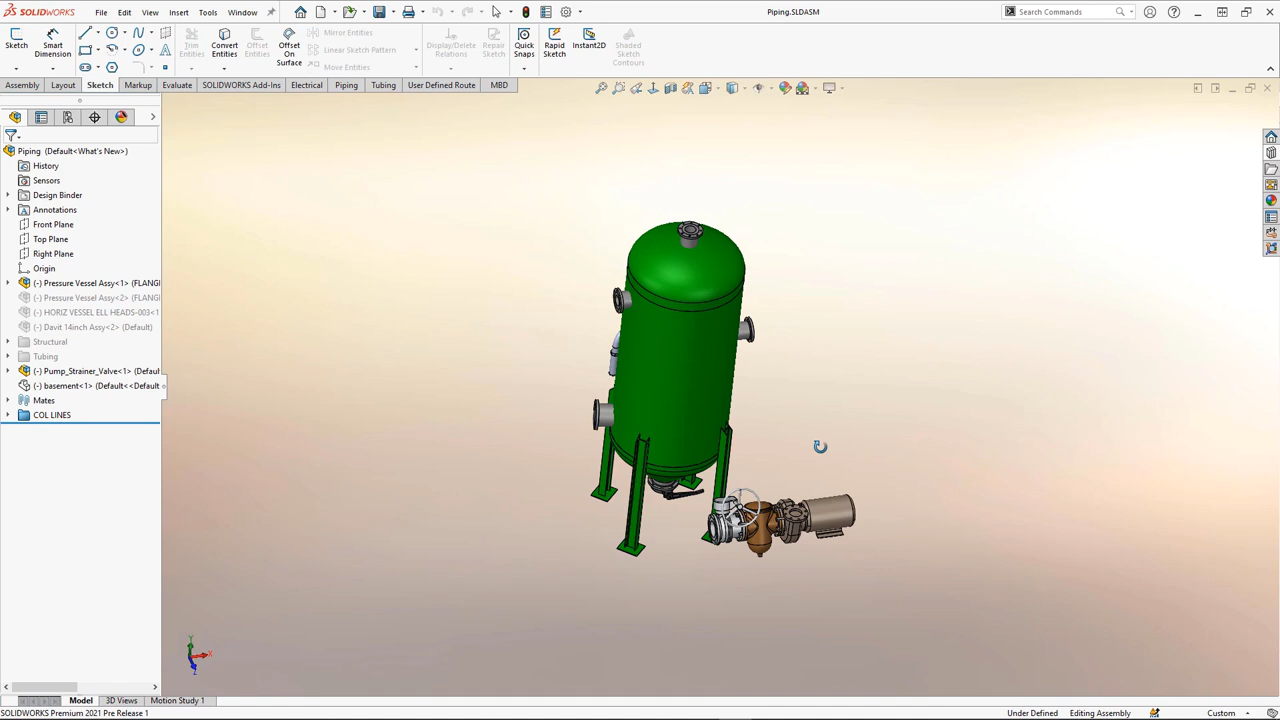 SOLIDWORKS File Edit View Insert Tools Window Piping.SLDASM Search Commands
Sketch Smart Dimension Trim Entities Convert Entities Offset Entities Offset On Surface Mirror Entities Linear Sketch Pattern Move Entities Display/Delete Relations Repair Sketch Quick Snaps Rapid Sketch Instant2D Shaded Sketch Contours
Assembly Layout Sketch Markup Evaluate SOLIDWORKS Add-Ins Electrical Piping Tubing User Defined Route MBD
Piping (Default<What's New>)
History
Sensors
Design Binder
Annotations
Front Plane
Top Plane
Right Plane
Origin
(-) Pressure Vessel Assy<1> (FLANG
(-) Pressure Vessel Assy<2> (FLANG
(-) HORIZ VESSEL ELL HEADS-003<1
(-) Davit 14inch Assy<2> (Default)
Structural
Tubing
(-) Pump_Strainer_Valve<1> (Defau
(-) basement<1> (Default<<Default
Mates
COL LINES
Y
X
Z
Model 3D Views Motion Study 1
SOLIDWORKS Premium 2021 Pre Release 1 Under Defined Editing Assembly Custom